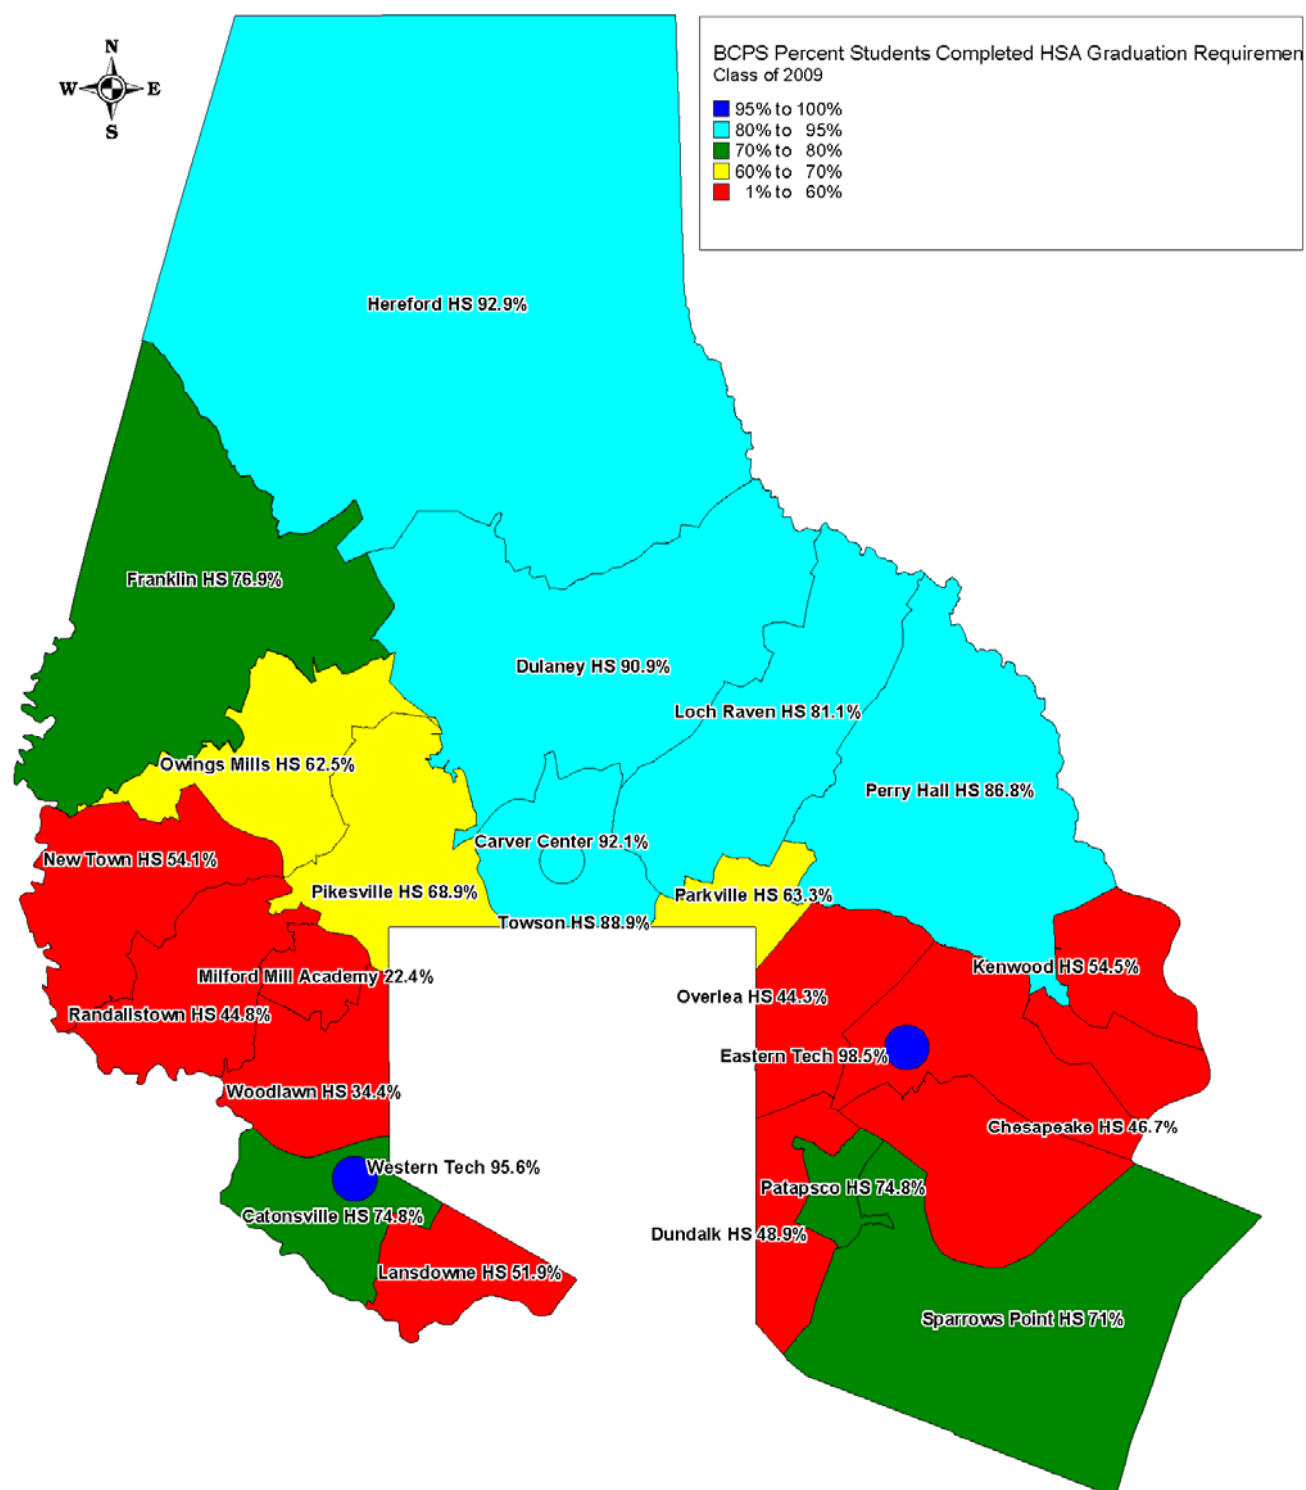 N
W E
S
BCPS Percent Students Completed HSA Graduation Requiremen
Class of 2009
95% to 100%
80% to 95%
70% to 80%
60% to 70%
1% to 60%
Hereford HS 92.9%
Franklin HS 76.9%
Dulaney HS 90.9%
Loch Raven HS 81.1%
Owings Mills HS 62.5%
Perry Hall HS 86.8%
Carver Center 92.1%
New Town HS 54.1%
Pikesville HS 68.9%
Parkville HS 63.3%
Towson HS 88.9%
Kenwood HS 54.5%
Milford Mill Academy 22.4%
Overlea HS 44.3%
Randallstown HS 44.8%
Eastern Tech 98.5%
Woodlawn HS 34.4%
Chesapeake HS 46.7%
Western Tech 95.6%
Patapsco HS 74.8%
Catonsville HS 74.8%
Dundalk HS 48.9%
Lansdowne HS 51.9%
Sparrows Point HS 71%